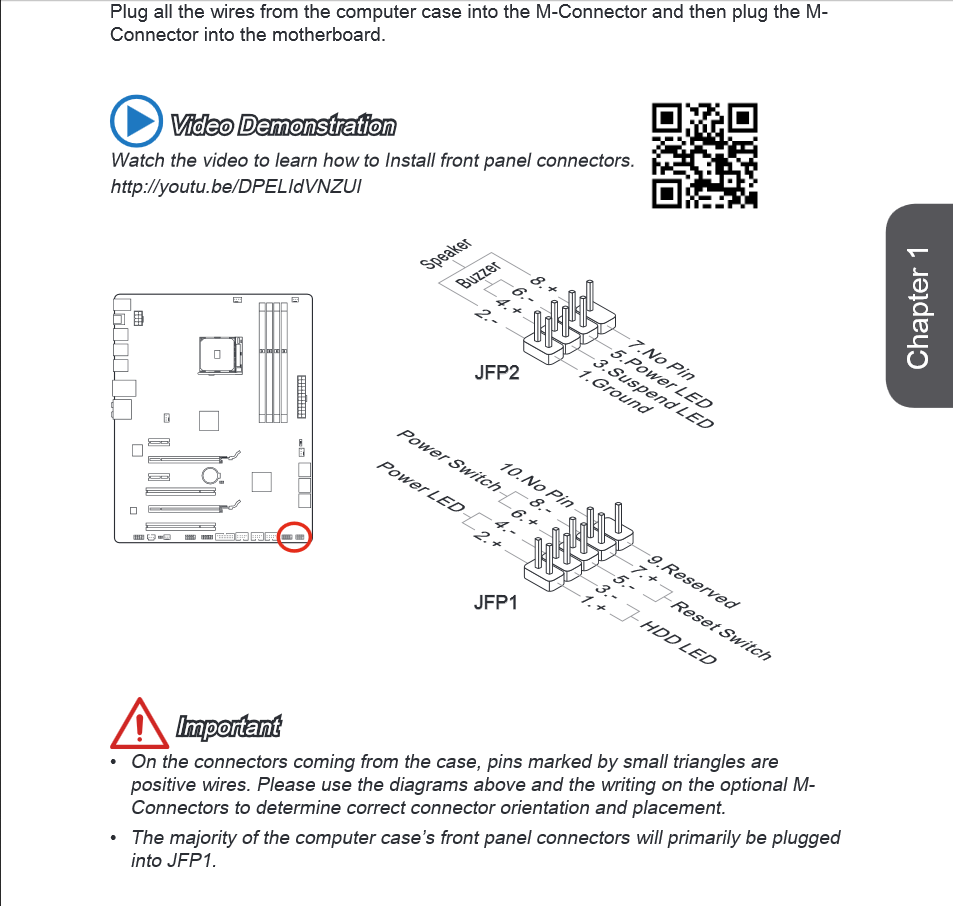 Plug all the wires from the computer case into the M-Connector and then plug the M-
Connector into the motherboard.
Video Demonstration
Watch the video to learn how to Install front panel connectors.
http://youtu.be/DPELIdVNZUI
Chapter 1
Speaker
Buzzer
8.+
6.-
4.+
2.-
7.No Pin
5.Power LED
3.Suspend LED
1.Ground
JFP2
Power Switch
Power LED
10.No Pin
8.-
6.+
4.-
2.+
9.Reserved
7.+
5.-
Reset Switch
3.-
1.+
HDD LED
JFP1
Important
• On the connectors coming from the case, pins marked by small triangles are
positive wires. Please use the diagrams above and the writing on the optional M-
Connectors to determine correct connector orientation and placement.
• The majority of the computer case’s front panel connectors will primarily be plugged
into JFP1.